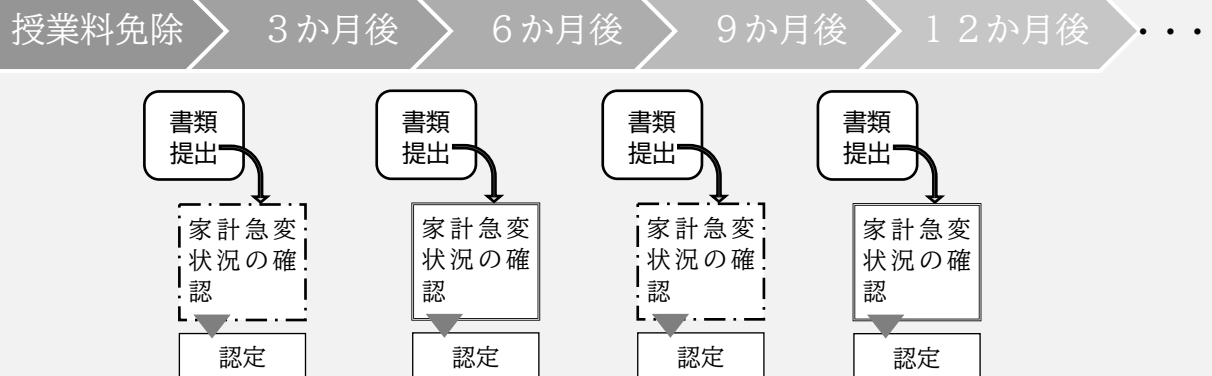 授業料免除
３か月後
６か月後
９か月後
１２か月後
・・・
書類
提出
書類
提出
書類
提出
書類
提出
家計急変
状況の確
認
家計急変
状況の確
認
家計急変
状況の確
認
家計急変
状況の確
認
認定
認定
認定
認定